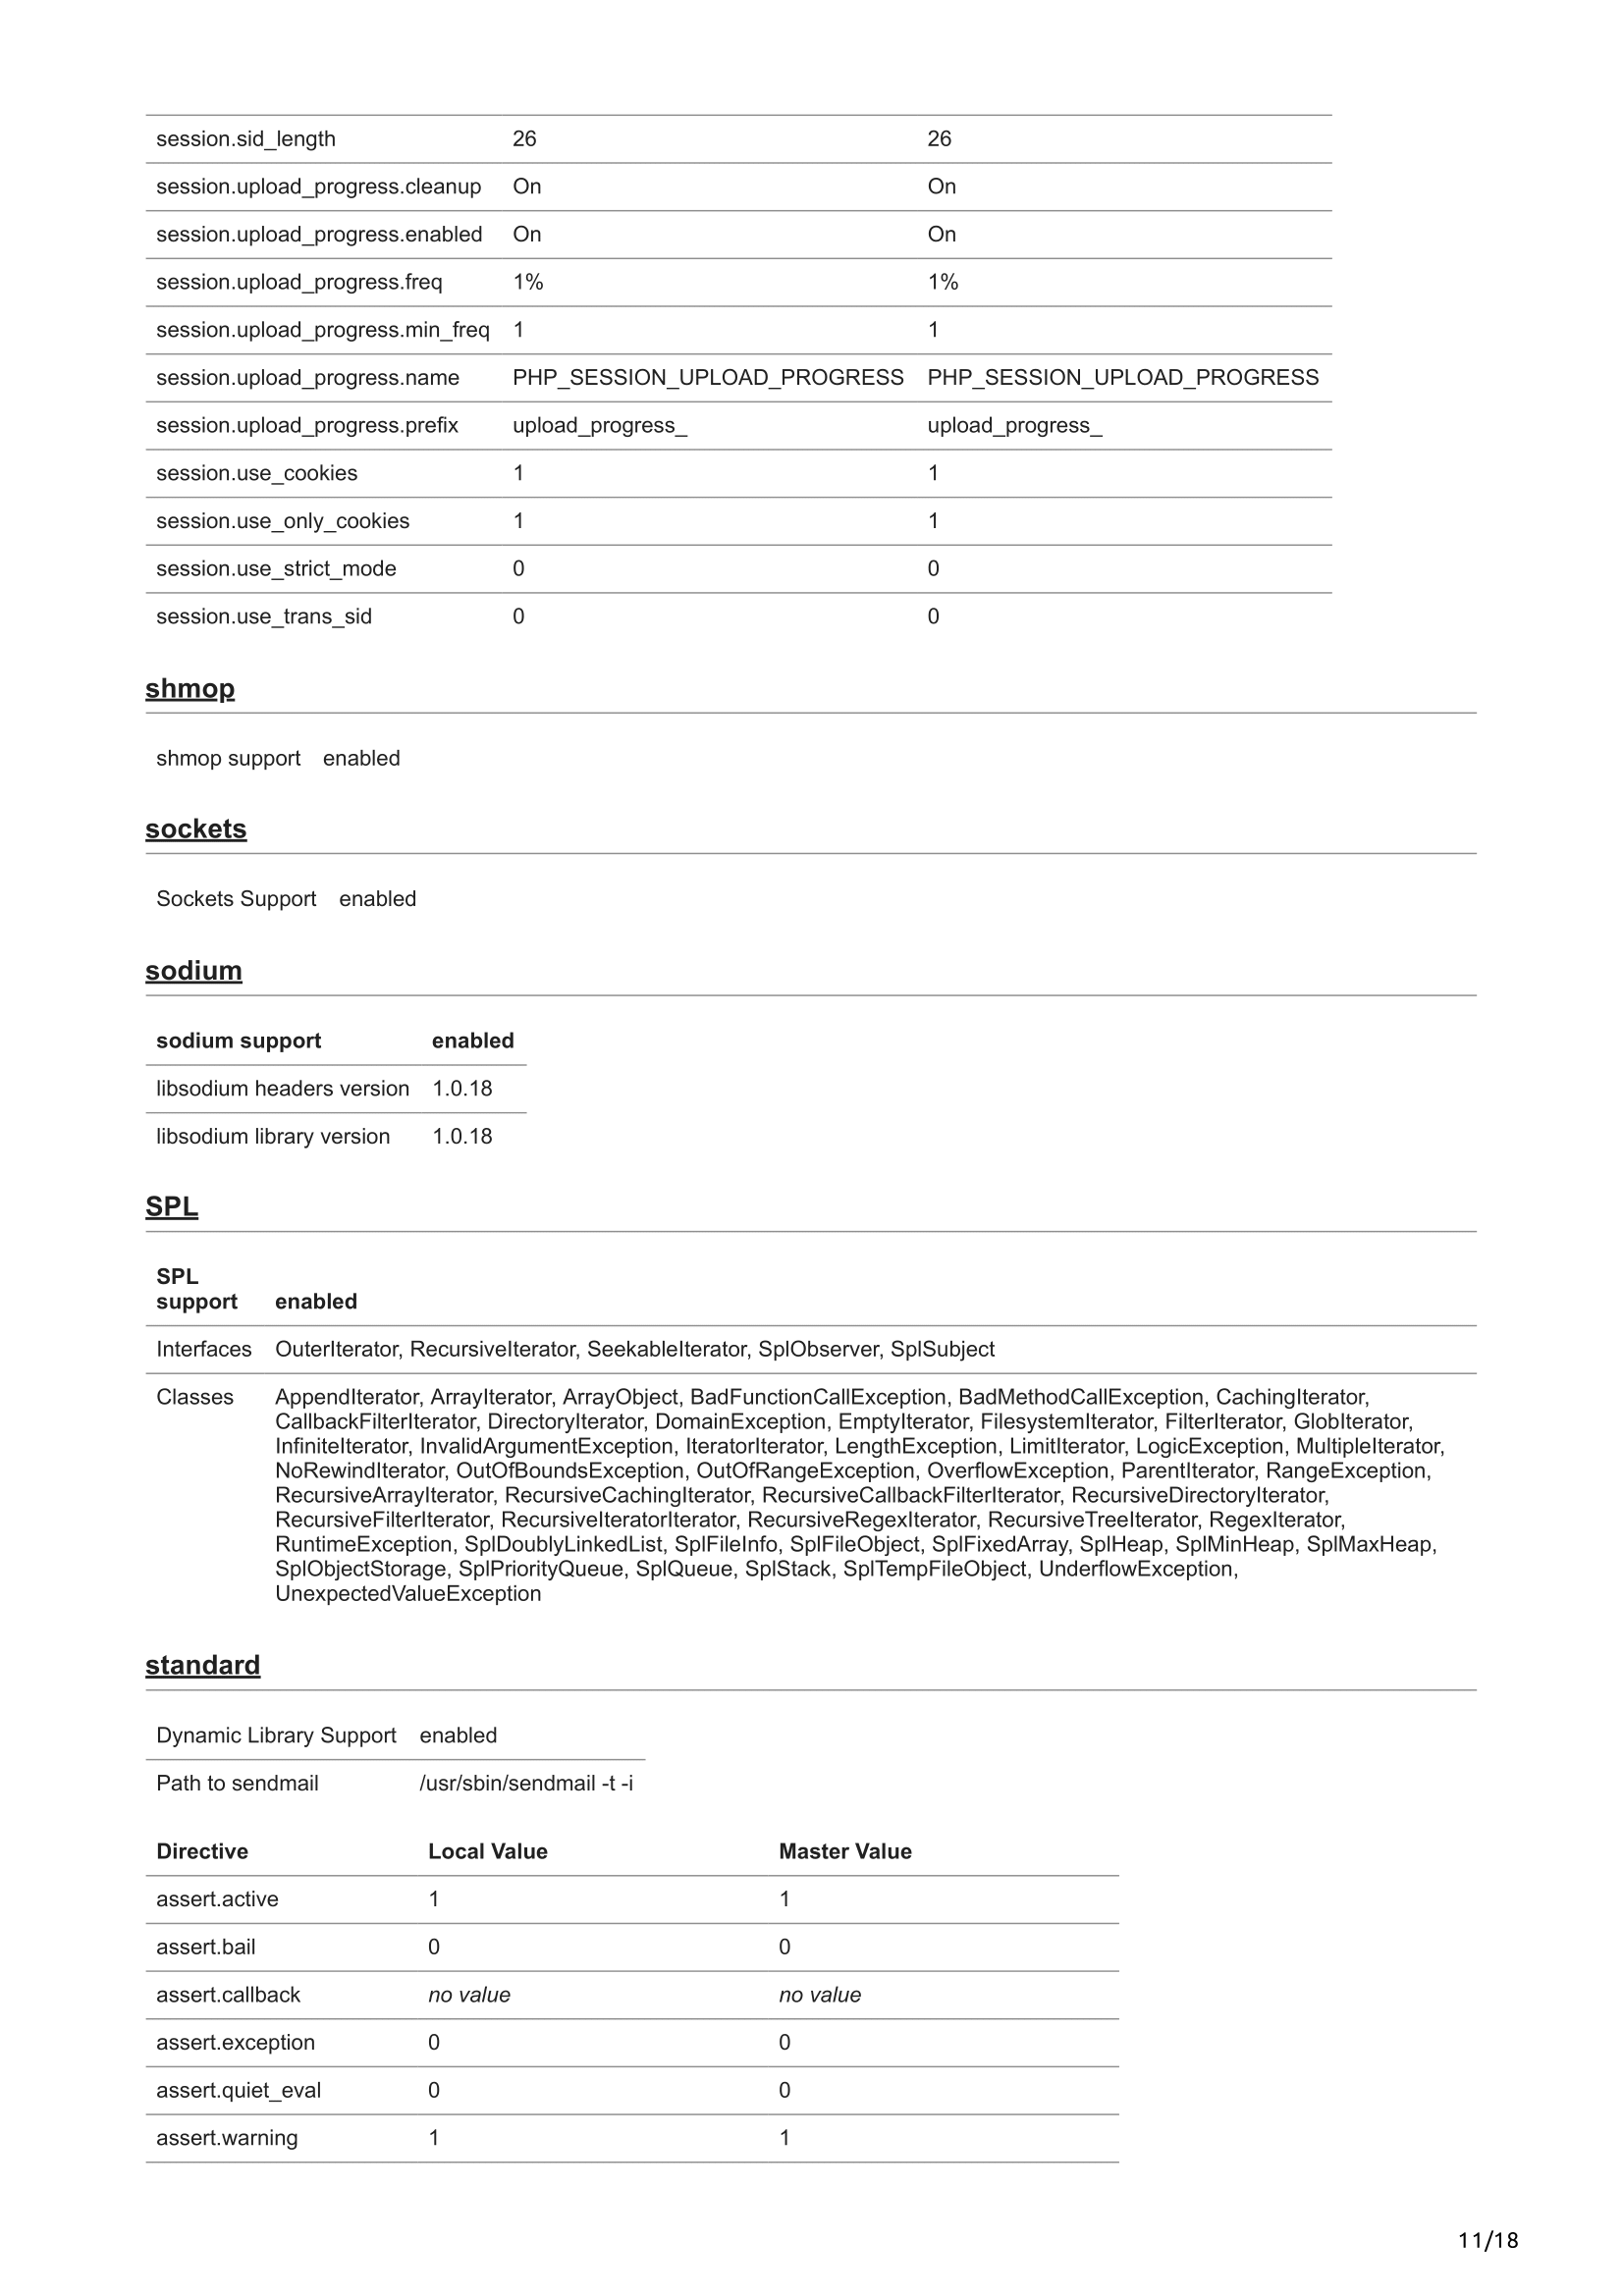 session.sid_length 26 26
session.upload_progress.cleanup On On
session.upload_progress.enabled On On
session.upload_progress.freq 1% 1%
session.upload_progress.min_freq 1 1
session.upload_progress.name PHP_SESSION_UPLOAD_PROGRESS PHP_SESSION_UPLOAD_PROGRESS
session.upload_progress.prefix upload_progress_ upload_progress_
session.use_cookies 1 1
session.use_only_cookies 1 1
session.use_strict_mode 0 0
session.use_trans_sid 0 0
shmop
shmop support enabled
sockets
Sockets Support enabled
sodium
sodium support enabled
libsodium headers version 1.0.18
libsodium library version 1.0.18
SPL
SPL
support enabled
Interfaces OuterIterator, RecursiveIterator, SeekableIterator, SplObserver, SplSubject
Classes AppendIterator, ArrayIterator, ArrayObject, BadFunctionCallException, BadMethodCallException, CachingIterator,
CallbackFilterIterator, DirectoryIterator, DomainException, EmptyIterator, FilesystemIterator, FilterIterator, GlobIterator,
InfiniteIterator, InvalidArgumentException, IteratorIterator, LengthException, LimitIterator, LogicException, MultipleIterator,
NoRewindIterator, OutOfBoundsException, OutOfRangeException, OverflowException, ParentIterator, RangeException,
RecursiveArrayIterator, RecursiveCachingIterator, RecursiveCallbackFilterIterator, RecursiveDirectoryIterator,
RecursiveFilterIterator, RecursiveIteratorIterator, RecursiveRegexIterator, RecursiveTreeIterator, RegexIterator,
RuntimeException, SplDoublyLinkedList, SplFileInfo, SplFileObject, SplFixedArray, SplHeap, SplMinHeap, SplMaxHeap,
SplObjectStorage, SplPriorityQueue, SplQueue, SplStack, SplTempFileObject, UnderflowException,
UnexpectedValueException
standard
Dynamic Library Support enabled
Path to sendmail /usr/sbin/sendmail -t -i
Directive Local Value Master Value
assert.active 1 1
assert.bail 0 0
assert.callback no value no value
assert.exception 0 0
assert.quiet_eval 0 0
assert.warning 1 1
11/18